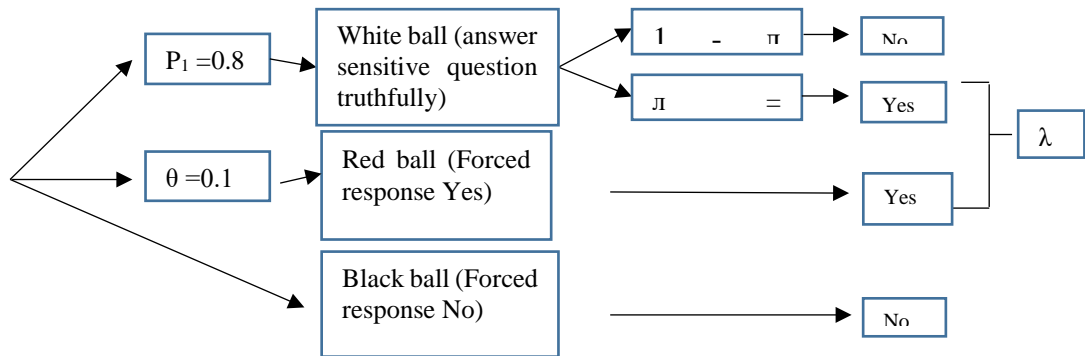 P₁ =0.8
White ball (answer
sensitive question
truthfully)
1 - л
No
л =
Yes
λ
θ =0.1
Red ball (Forced
response Yes)
Yes
Black ball (Forced
response No)
No